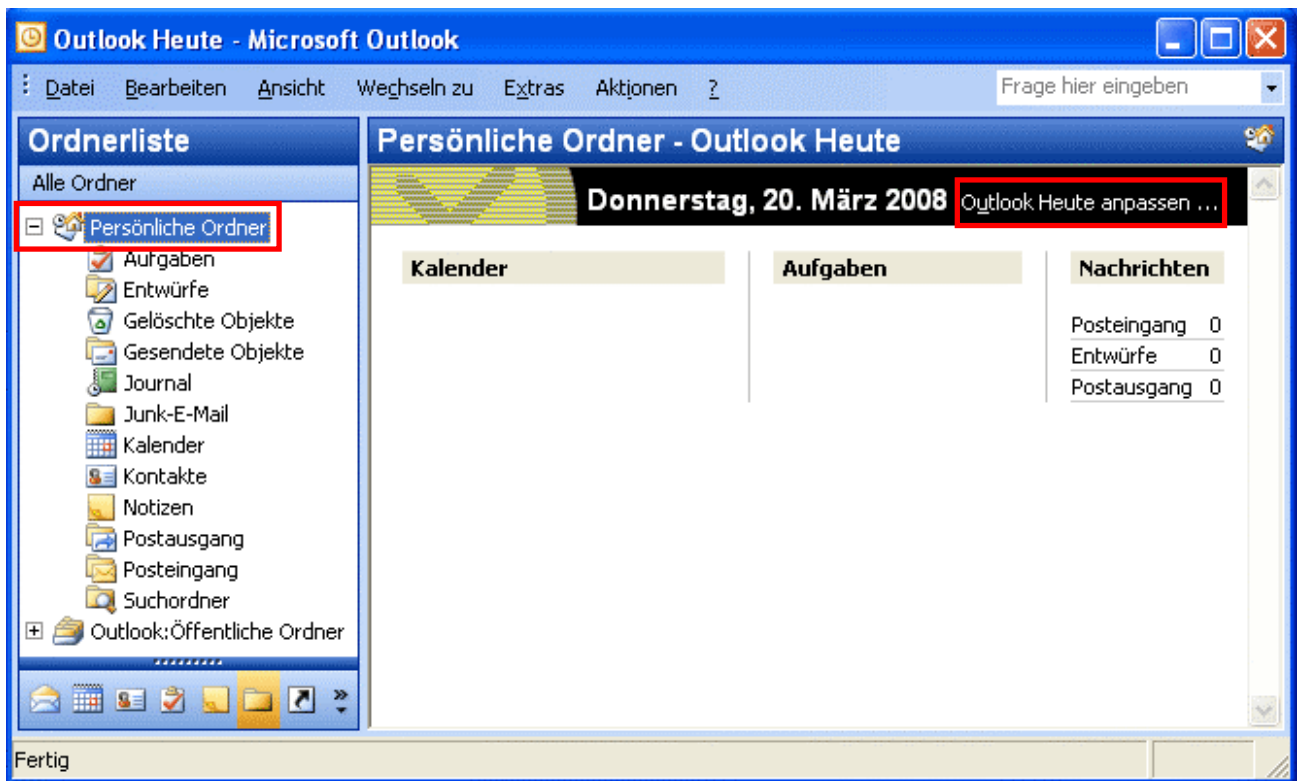 Outlook Heute - Microsoft Outlook
Datei Bearbeiten Ansicht Wechseln zu Extras Aktionen ? Frage hier eingeben
Ordnerliste
Alle Ordner
Persönliche Ordner
Aufgaben
Entwürfe
Gelöschte Objekte
Gesendete Objekte
Journal
Junk-E-Mail
Kalender
Kontakte
Notizen
Postausgang
Posteingang
Suchordner
Outlook:Öffentliche Ordner
Persönliche Ordner - Outlook Heute
Donnerstag, 20. März 2008 Outlook Heute anpassen ...
Kalender Aufgaben Nachrichten
Posteingang 0
Entwürfe 0
Postausgang 0
Fertig